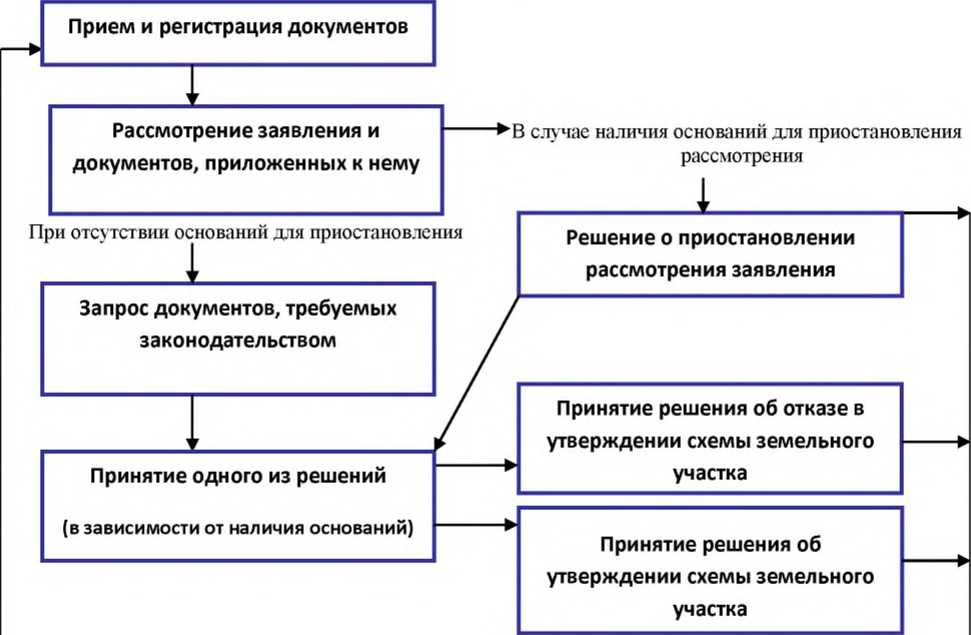 Прием и регистрация документов
Рассмотрение заявления и
документов, приложенных к нему
В случае наличия оснований для приостановления
рассмотрения
При отсутствии оснований для приостановления
Решение о приостановлении
рассмотрения заявления
Запрос документов, требуемых
законодательством
Принятие решения об отказе в
утверждении схемы земельного
участка
Принятие одного из решений
(в зависимости от наличия оснований)
Принятие решения об
утверждении схемы земельного
участка